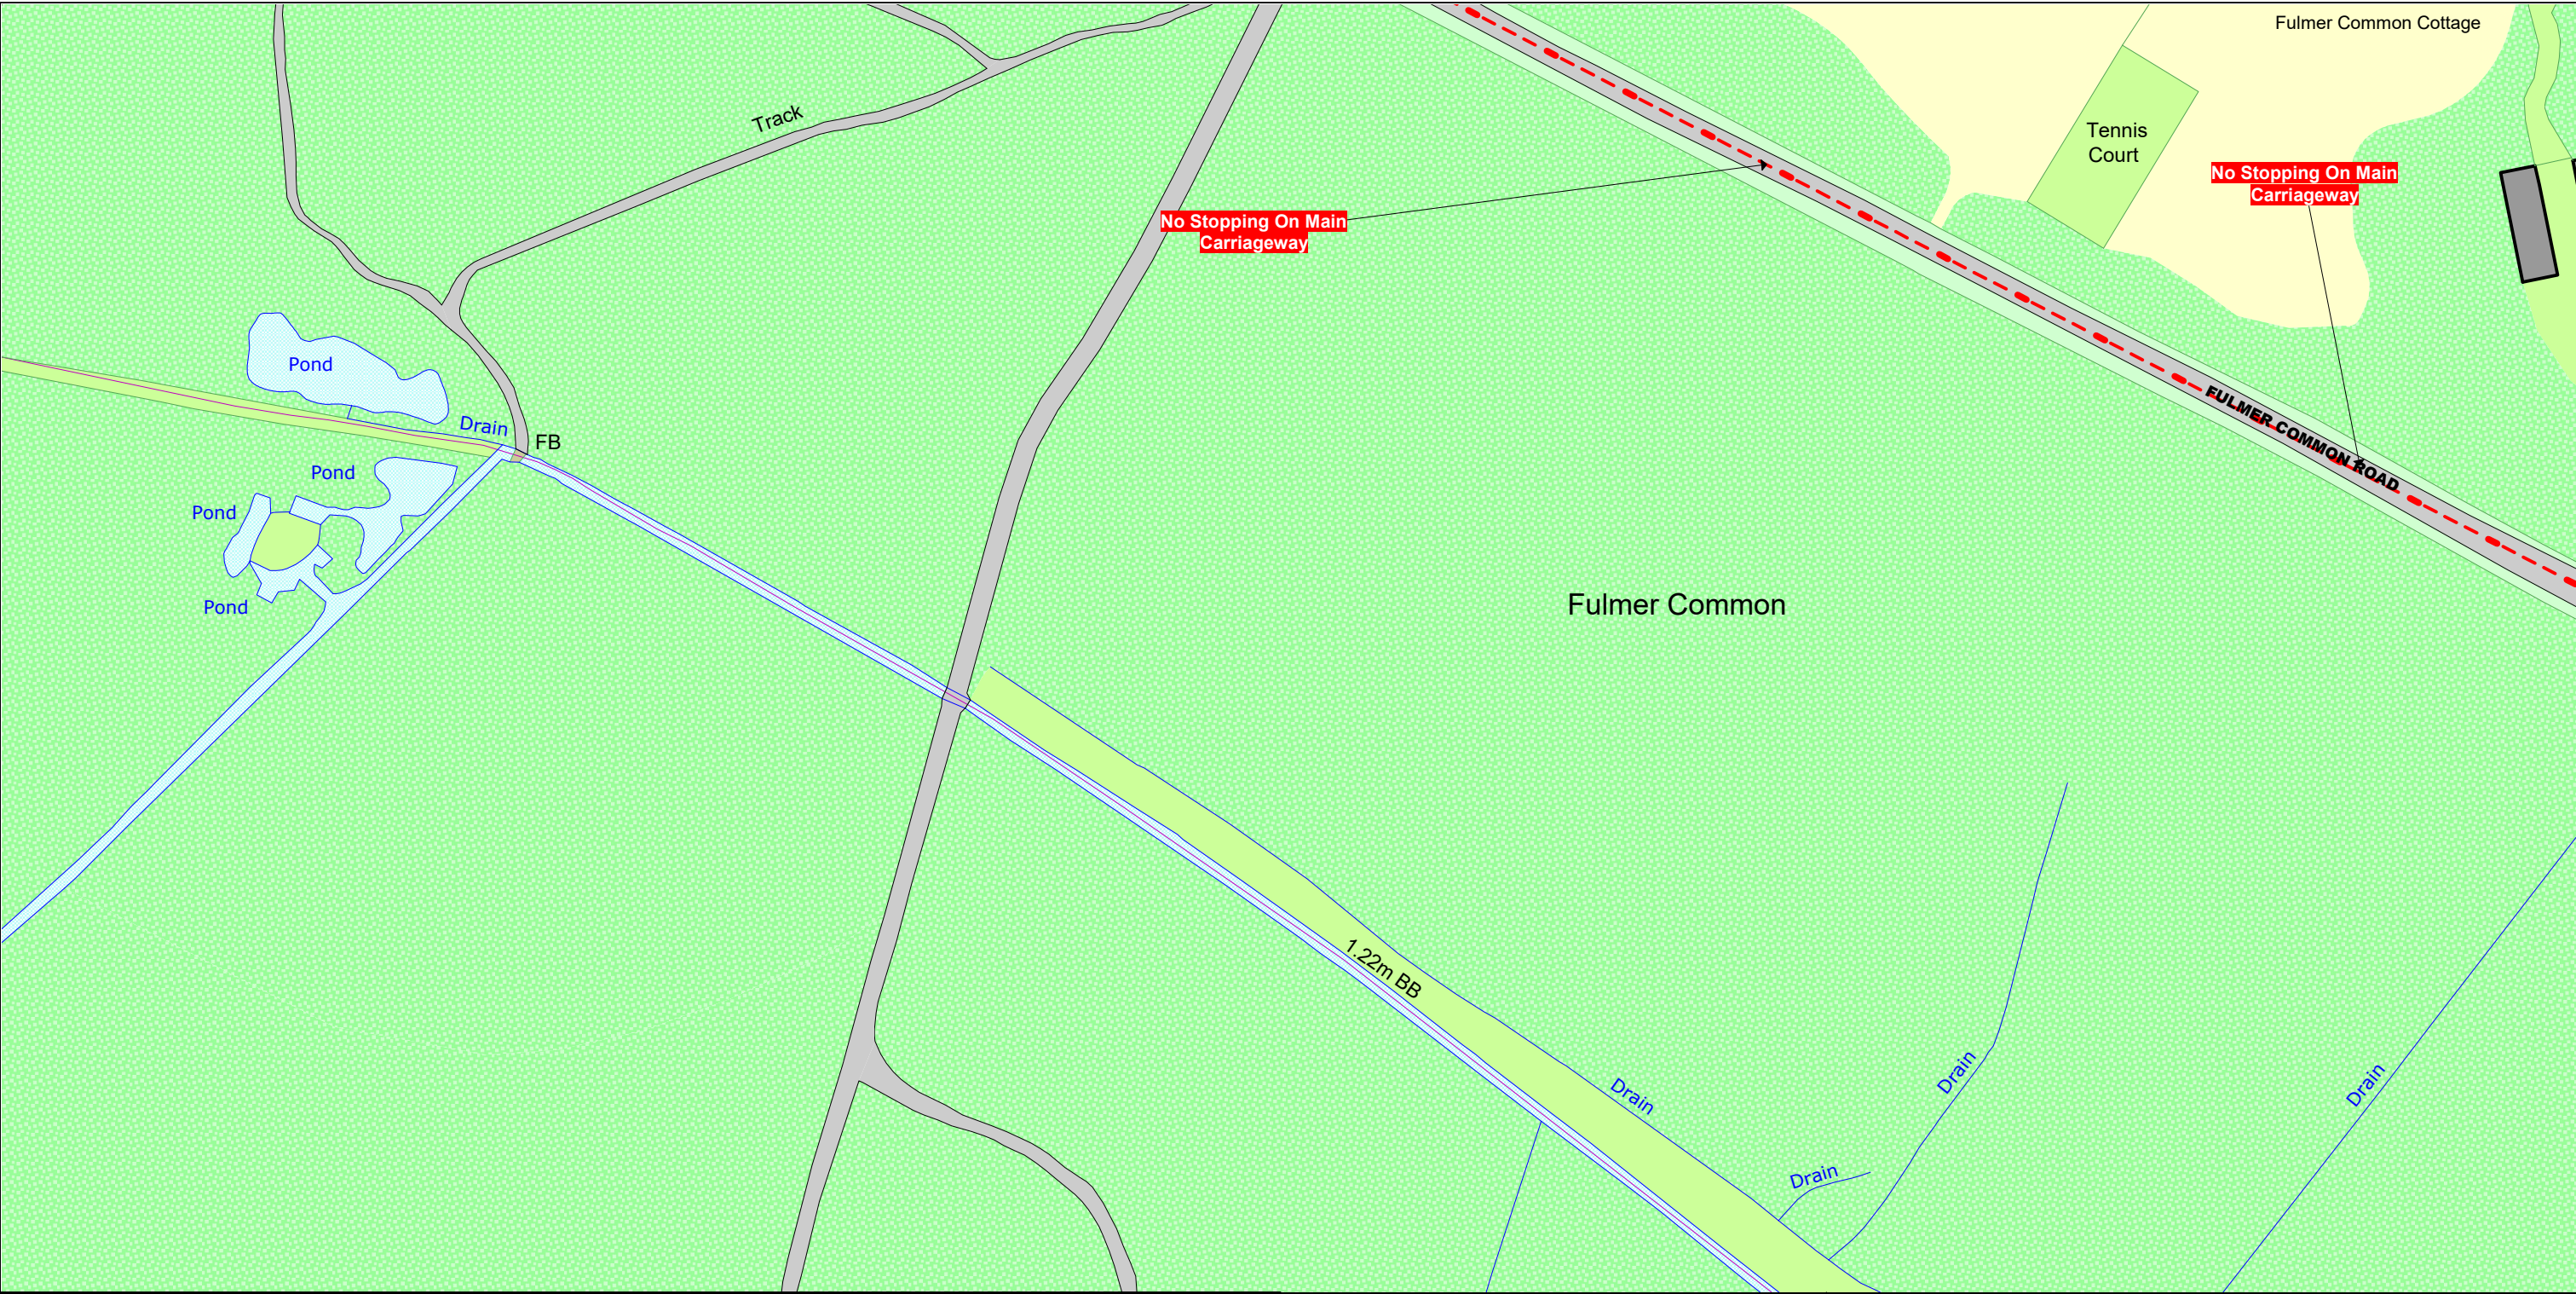 Fulmer Common Cottage
Track
Tennis
Court
No Stopping On Main
Carriageway
No Stopping On Main
Carriageway
Pond
FULMER COMMON ROAD
Drain
FB
Pond
Pond
Pond
Fulmer Common
1.22m BB
Drain
Drain
Drain
Drain